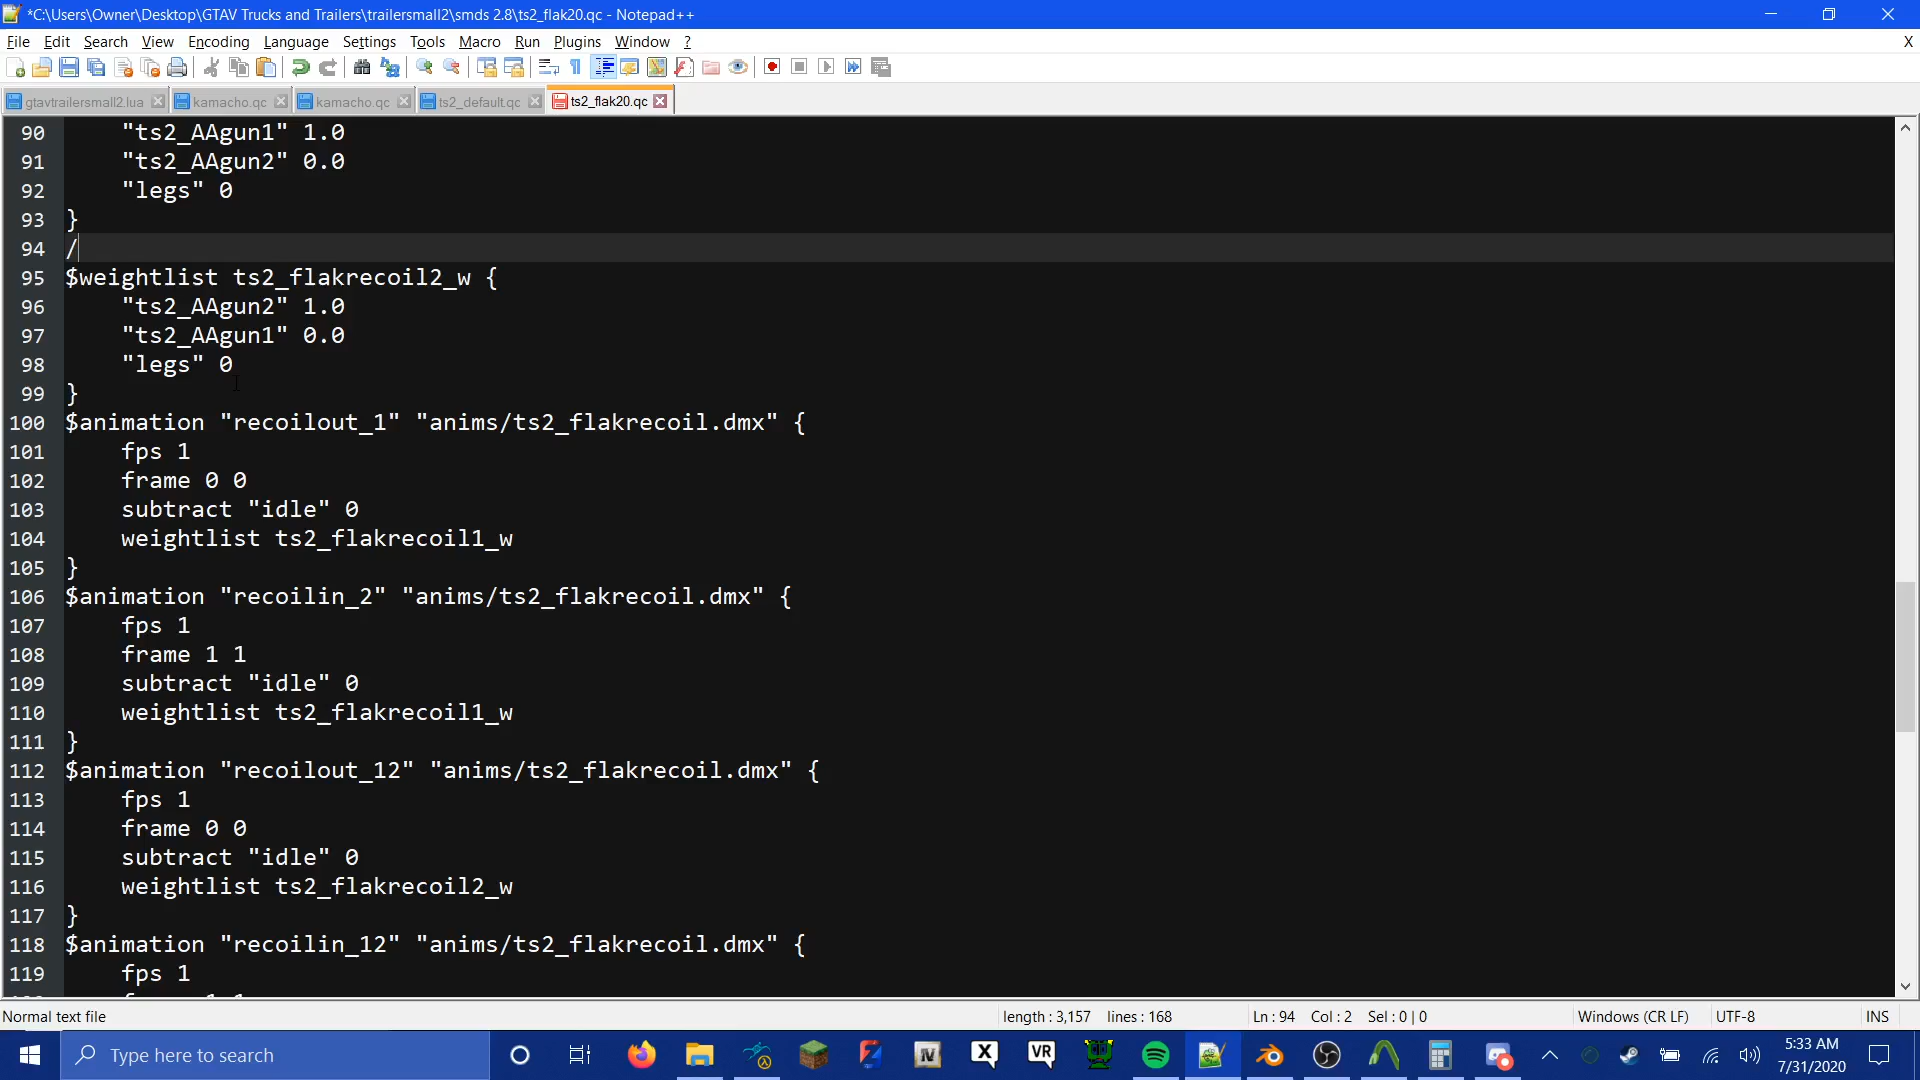 *C:\Users\Owner\Desktop\GTAV Trucks and Trailers\trailersmall2\smds 2.8\ts2_flak20.qc - Notepad++
File Edit Search View Encoding Language Settings Tools Macro Run Plugins Window ? X
gtavtrailersmall2.lua kamacho.qc kamacho.qc ts2_default.qc ts2_flak20.qc
90 "ts2_AAgun1" 1.0
91 "ts2_AAgun2" 0.0
92 "legs" 0
93 }
94 /
95 $weightlist ts2_flakrecoil2_w {
96 "ts2_AAgun2" 1.0
97 "ts2_AAgun1" 0.0
98 "legs" 0
99 }
100 $animation "recoilout_1" "anims/ts2_flakrecoil.dmx" {
101 fps 1
102 frame 0 0
103 subtract "idle" 0
104 weightlist ts2_flakrecoil1_w
105 }
106 $animation "recoilin_2" "anims/ts2_flakrecoil.dmx" {
107 fps 1
108 frame 1 1
109 subtract "idle" 0
110 weightlist ts2_flakrecoil1_w
111 }
112 $animation "recoilout_12" "anims/ts2_flakrecoil.dmx" {
113 fps 1
114 frame 0 0
115 subtract "idle" 0
116 weightlist ts2_flakrecoil2_w
117 }
118 $animation "recoilin_12" "anims/ts2_flakrecoil.dmx" {
119 fps 1
Normal text file length : 3,157 lines : 168 Ln : 94 Col : 2 Sel : 0 | 0 Windows (CR LF) UTF-8 INS
Type here to search IV X VR 5:33 AM
7/31/2020